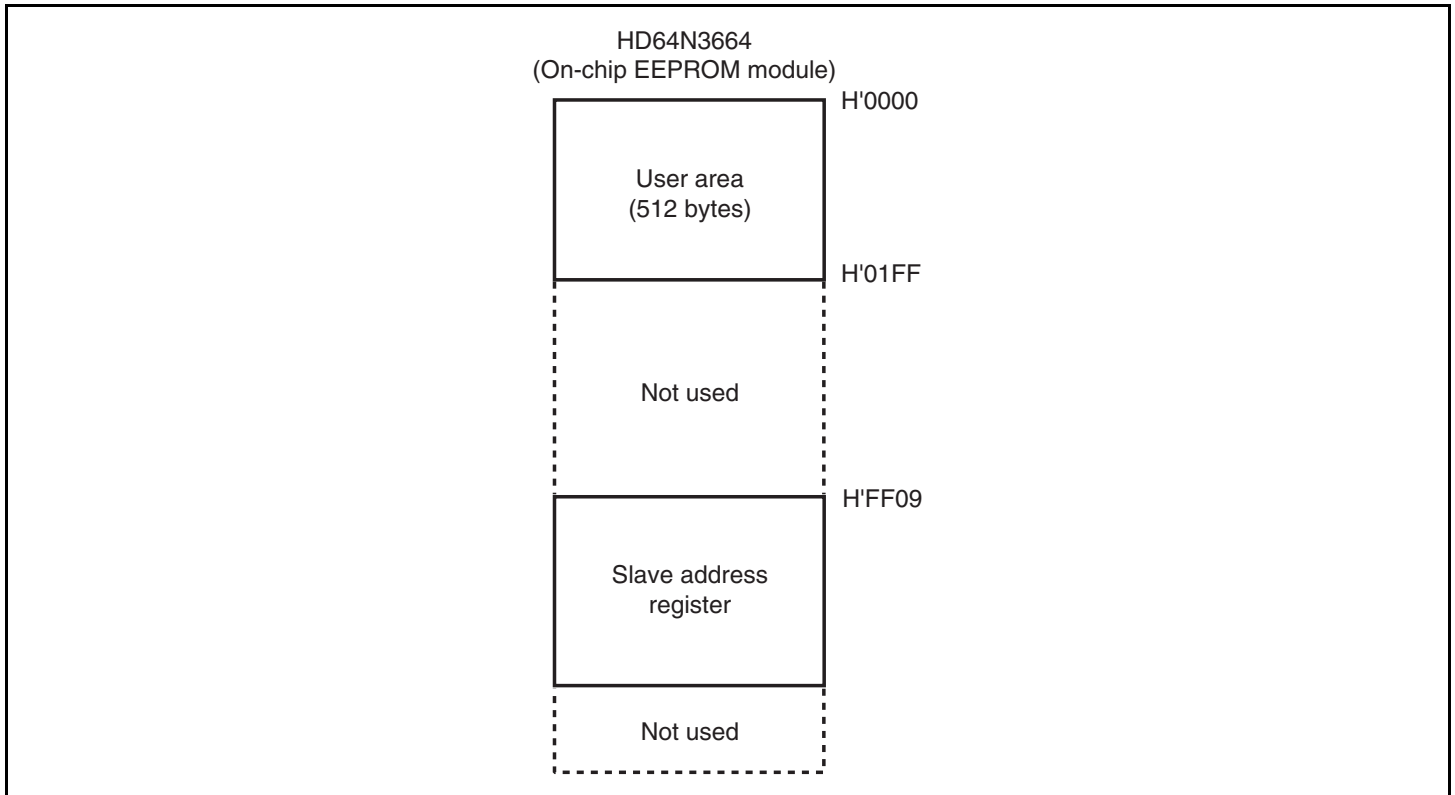 HD64N3664
(On-chip EEPROM module)
H'0000
User area
(512 bytes)
H'01FF
Not used
H'FF09
Slave address
register
Not used